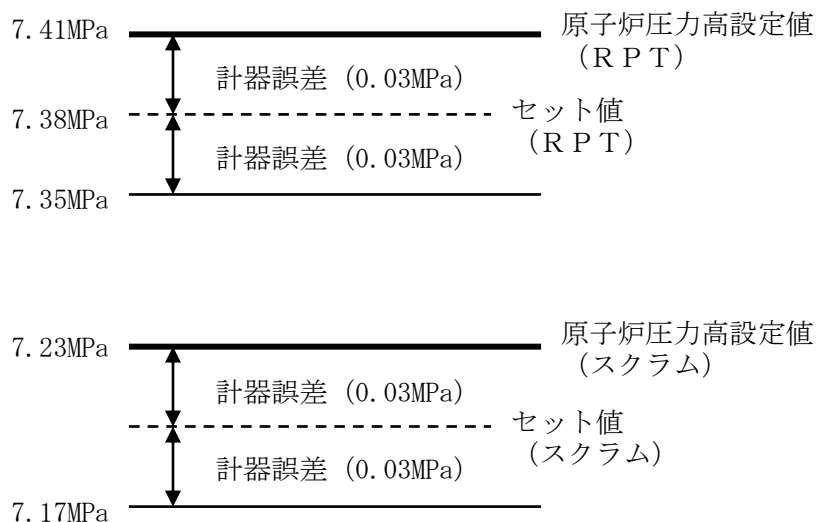 7.41MPa
原子炉圧力高設定値
（ＲＰＴ）
計器誤差 (0.03MPa)
7.38MPa
セット値
（ＲＰＴ）
計器誤差 (0.03MPa)
7.35MPa
7.23MPa
原子炉圧力高設定値
（スクラム）
計器誤差 (0.03MPa)
セット値
（スクラム）
計器誤差 (0.03MPa)
7.17MPa